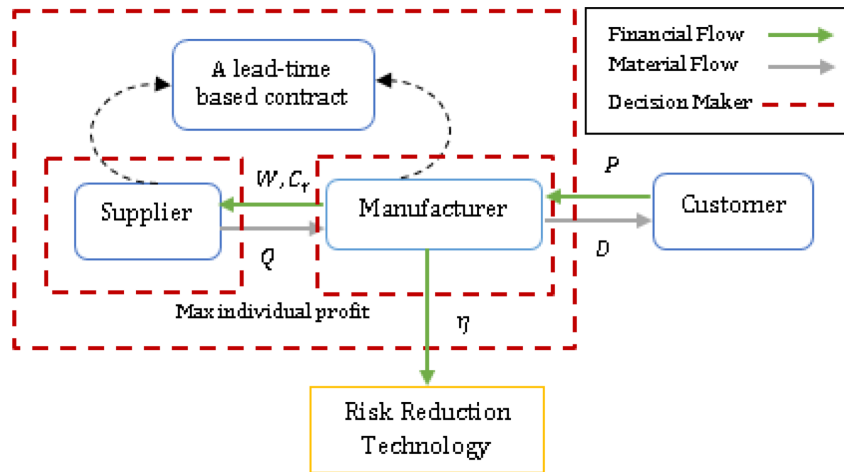 A lead-time
based contract
Financial Flow
Material Flow
Decision Maker
Supplier
W, Cᵣ
Q
Manufacturer
P
D
Customer
Max individual profit
η
Risk Reduction
Technology